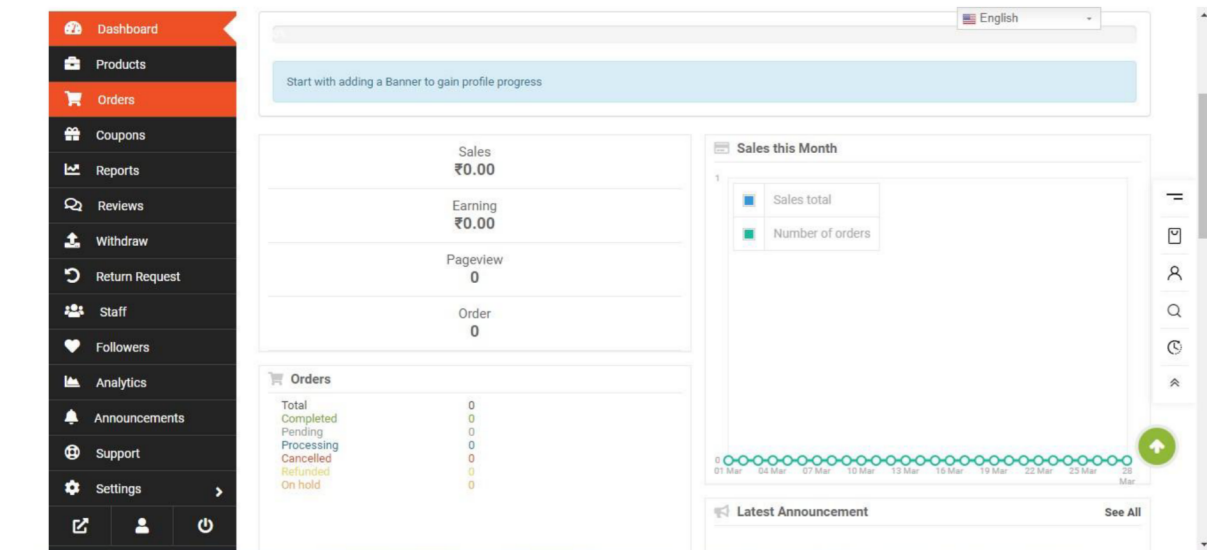 English
Dashboard
Products
Orders
Coupons
Reports
Reviews
Withdraw
Return Request
Staff
Followers
Analytics
Announcements
Support
Settings
Start with adding a Banner to gain profile progress
Sales
₹0.00
Earning
₹0.00
Pageview
0
Order
0
Orders
Total 0
Completed 0
Pending 0
Processing 0
Cancelled 0
Refunded 0
On hold 0
Sales this Month
1
Sales total
Number of orders
0
01 Mar 04 Mar 07 Mar 10 Mar 13 Mar 16 Mar 19 Mar 22 Mar 25 Mar 28
Mar
Latest Announcement See All